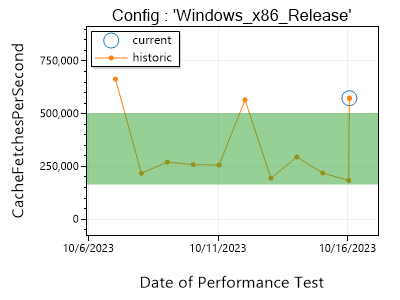 Config : 'Windows_x86_Release'
current
historic
CacheFetchesPerSecond
750,000
500,000
250,000
0
10/6/2023
10/11/2023
10/16/2023
Date of Performance Test